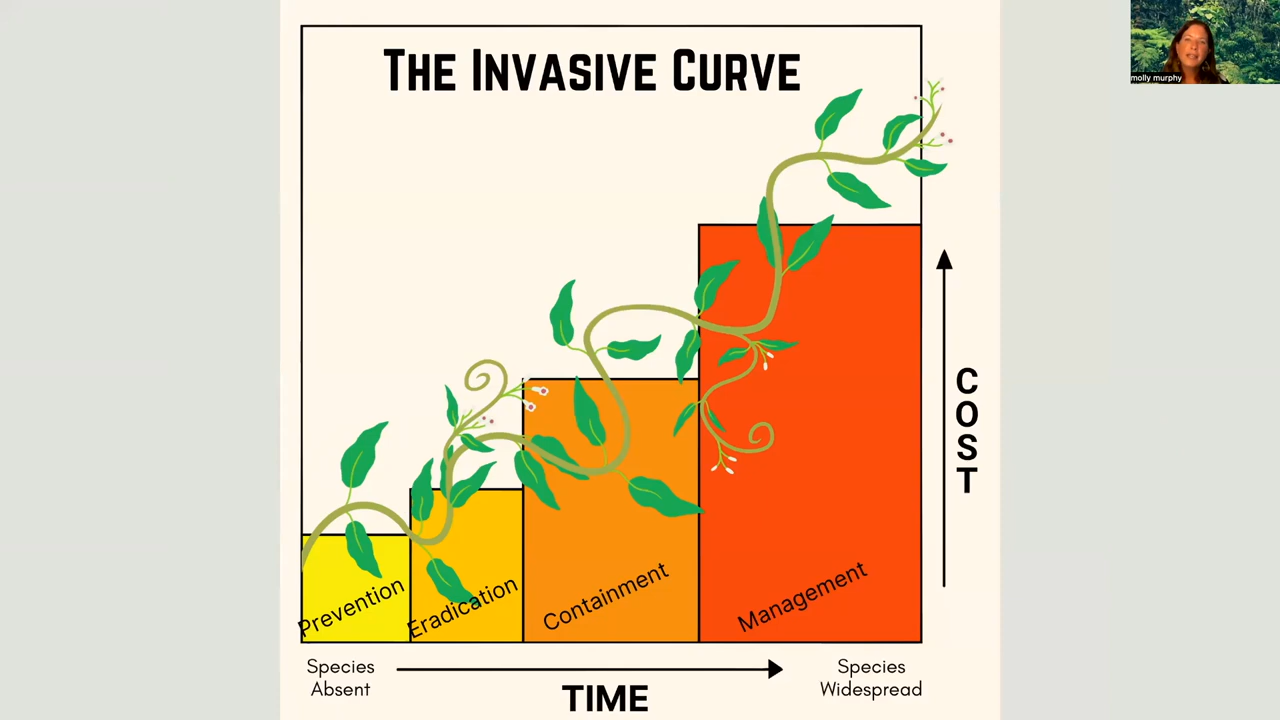 THE INVASIVE CURVE
molly murphy
COST
Prevention
Eradication
Containment
Management
Species
Absent
TIME
Species
Widespread